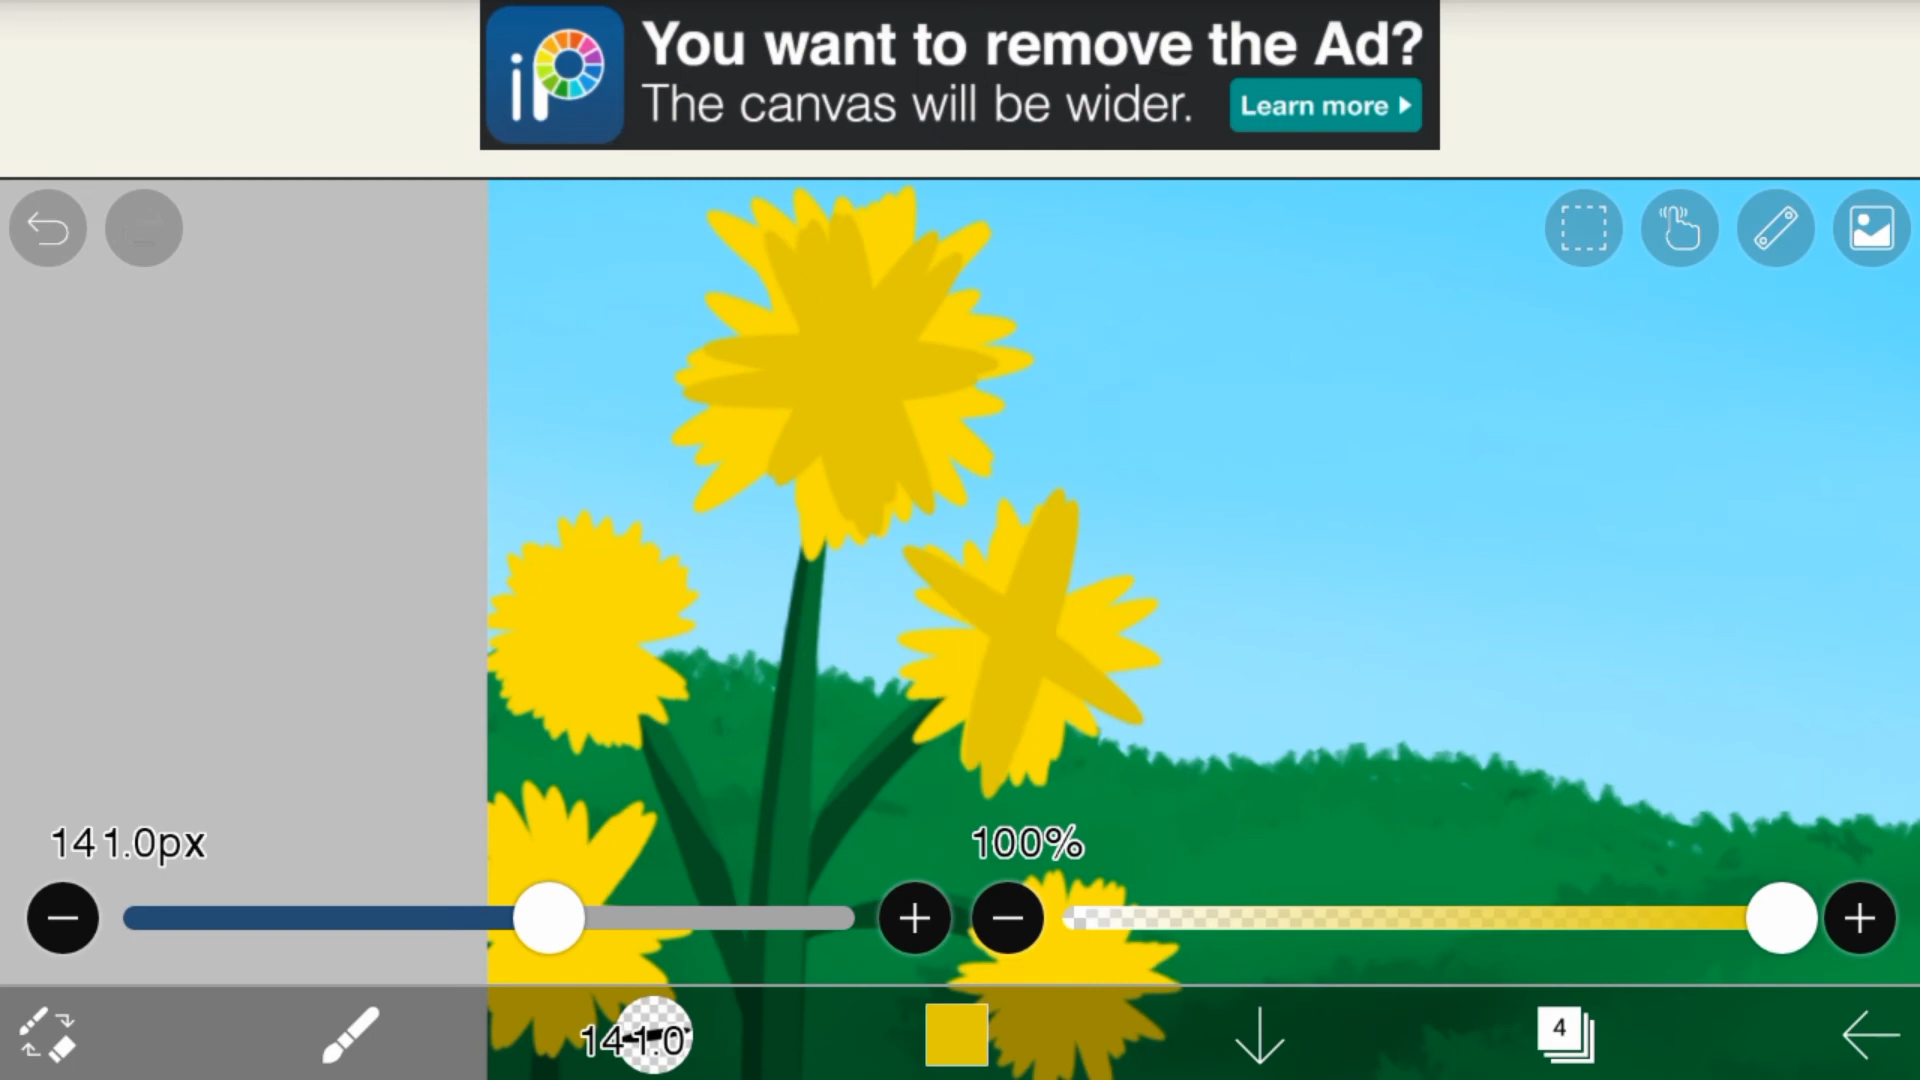 iP
You want to remove the Ad?
The canvas will be wider.
Learn more
141.0px
100%
141.0
4